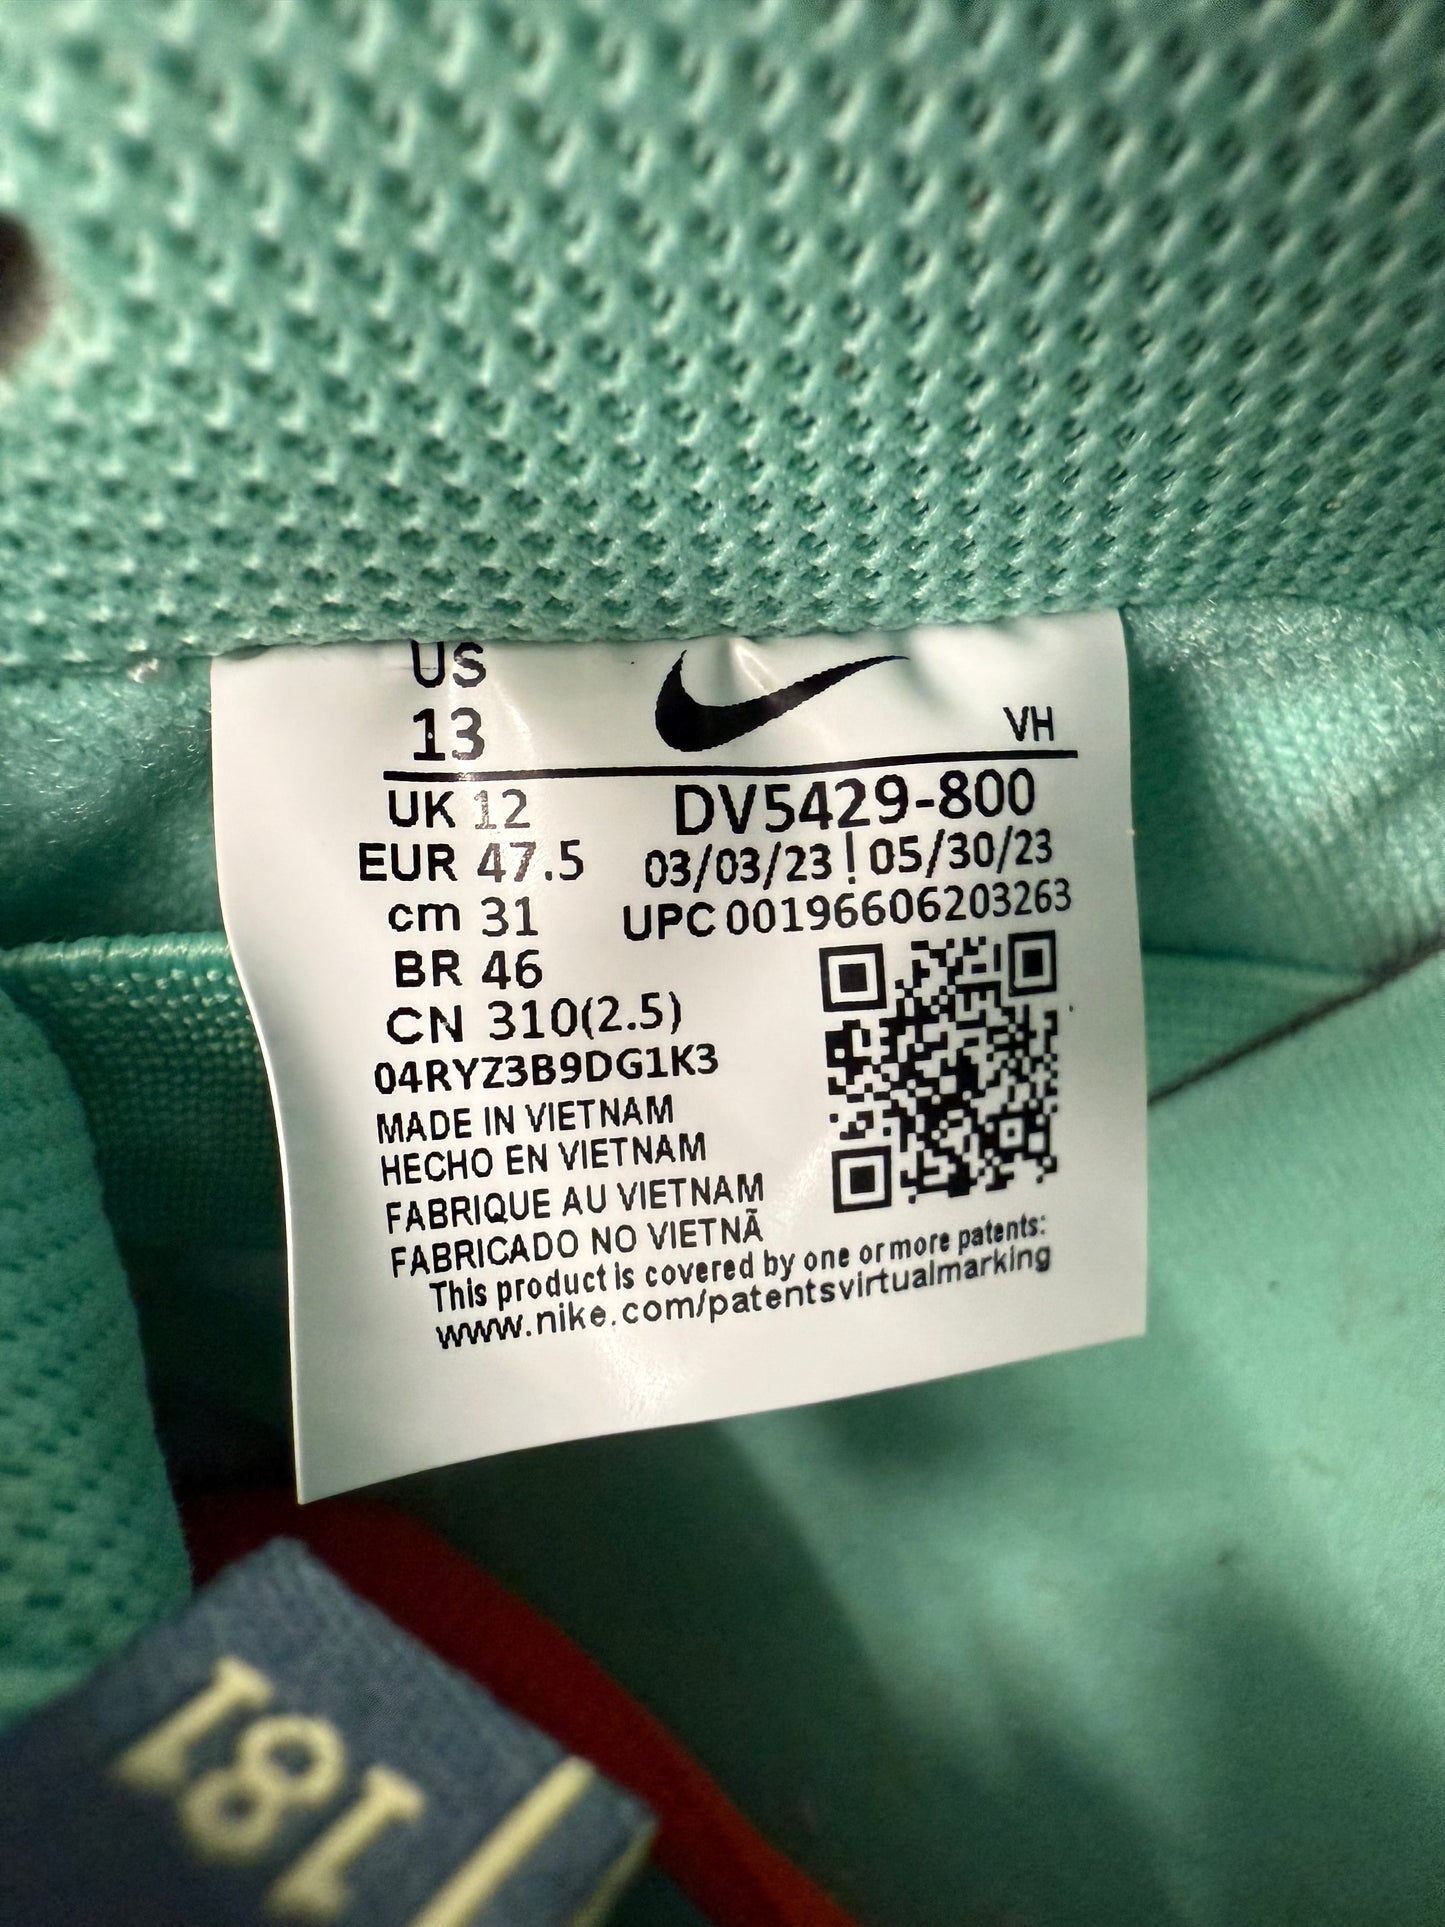 US
13
VH
UK 12
DV5429-800
EUR 47.5
03/03/23 ! 05/30/23
cm 31
UPC 00196606203263
BR 46
CN 310(2.5)
04RYZ3B9DG1K3
MADE IN VIETNAM
HECHO EN VIETNAM
FABRIQUE AU VIETNAM
FABRICADO NO VIETNÃ
This product is covered by one or more patents:
www.nike.com/patentsvirtualmarking
181